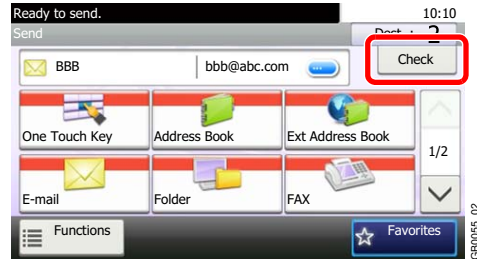 Ready to send. 10:10
Send Dest.: 2
BBB bbb@abc.com Check
One Touch Key Address Book Ext Address Book
1/2
E-mail Folder FAX
Functions Favorites
GB0055_02